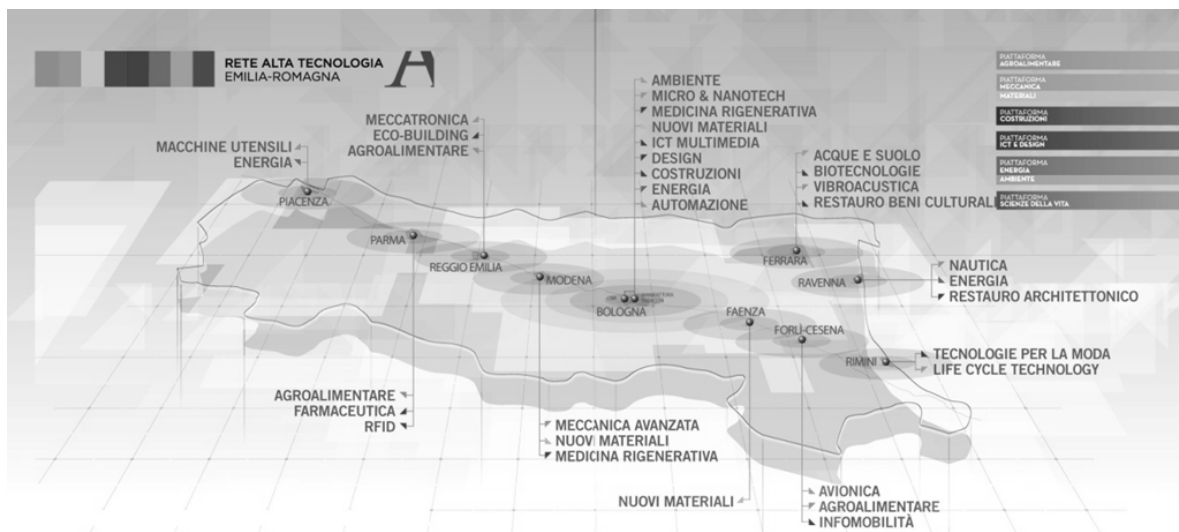 RETE ALTA TECNOLOGIA
EMILIA-ROMAGNA
PIATTAFORMA
AGROALIMENTARE
PIATTAFORMA
MECCANICA
MATERIALI
PIATTAFORMA
COSTRUZIONI
PIATTAFORMA
ICT E DESIGN
PIATTAFORMA
ENERGIA
AMBIENTE
PIATTAFORMA
SCIENZE DELLA VITA
MACCHINE UTENSILI
ENERGIA
PIACENZA
MECCATRONICA
ECO-BUILDING
AGROALIMENTARE
REGGIO EMILIA
AMBIENTE
MICRO & NANOTECH
MEDICINA RIGENERATIVA
NUOVI MATERIALI
ICT MULTIMEDIA
DESIGN
COSTRUZIONI
ENERGIA
AUTOMAZIONE
BOLOGNA
ACQUE E SUOLO
BIOTECNOLOGIE
VIBROACUSTICA
RESTAURO BENI CULTURALI
FERRARA
NAUTICA
ENERGIA
RESTAURO ARCHITETTONICO
RAVENNA
PARMA
AGROALIMENTARE
FARMACEUTICA
RFID
MODENA
MECCANICA AVANZATA
NUOVI MATERIALI
MEDICINA RIGENERATIVA
FAENZA
NUOVI MATERIALI
FORLÌ-CESENA
AVIONICA
AGROALIMENTARE
INFOMOBILITÀ
RIMINI
TECNOLOGIE PER LA MODA
LIFE CYCLE TECHNOLOGY